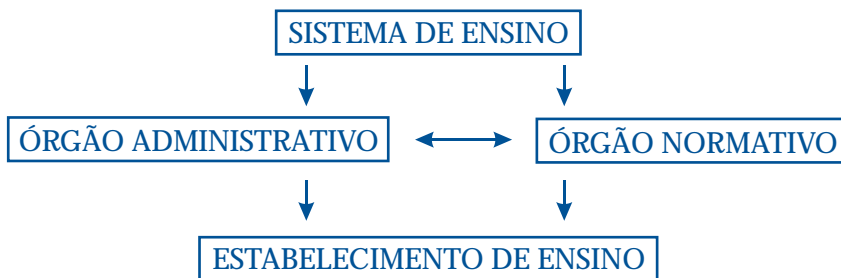 SISTEMA DE ENSINO
ÓRGÃO ADMINISTRATIVO
ÓRGÃO NORMATIVO
ESTABELECIMENTO DE ENSINO